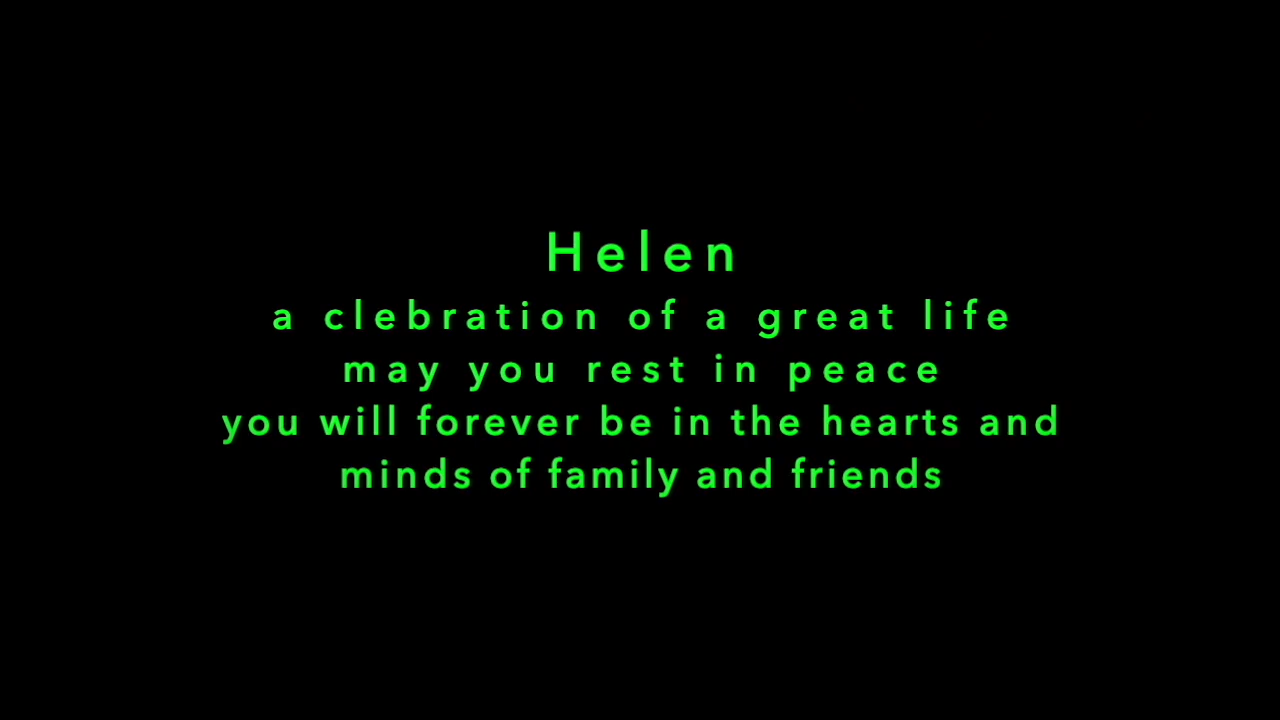 Helen
a clebration of a great life
may you rest in peace
you will forever be in the hearts and
minds of family and friends